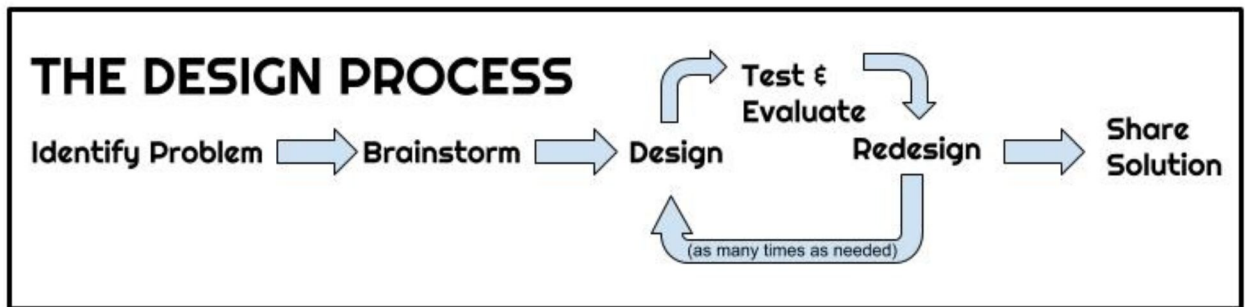 THE DESIGN PROCESS
Identify Problem
Brainstorm
Design
Test &
Evaluate
Redesign
(as many times as needed)
Share
Solution